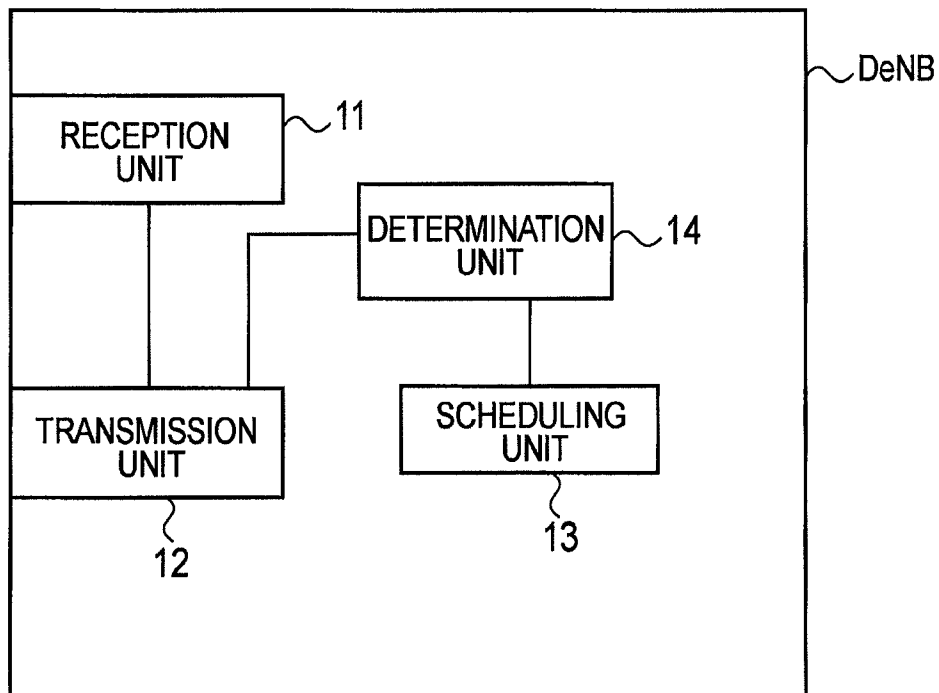 DeNB
RECEPTION
UNIT
11
DETERMINATION
UNIT
14
TRANSMISSION
UNIT
12
SCHEDULING
UNIT
13